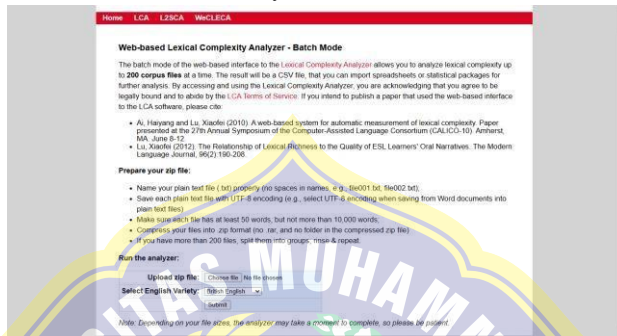 Home LCA L2SCA WeCLECA
Web-based Lexical Complexity Analyzer - Batch Mode
The batch mode of the web-based interface to the Lexical Complexity Analyzer allows you to analyze lexical complexity up
to 200 corpus files at a time. The result will be a CSV file, that you can import spreadsheets or statistical packages for
further analysis. By accessing and using the Lexical Complexity Analyzer, you are acknowledging that you agree to be
legally bound and to abide by the LCA Terms of Service. If you intend to publish a paper that used the web-based interface
to the LCA software, please cite:
• Ai, Haiyang and Lu, Xiaofei (2010). A web-based system for automatic measurement of lexical complexity. Paper
presented at the 27th Annual Symposium of the Computer-Assisted Language Consortium (CALICO-10). Amherst,
MA. June 8-12.
• Lu, Xiaofei (2012). The Relationship of Lexical Richness to the Quality of ESL Learners' Oral Narratives. The Modern
Language Journal, 96(2):190-208.
Prepare your zip file:
• Name your plain text file (.txt) properly (no spaces in names, e.g., file001.txt, file002.txt);
• Save each plain text file with UTF-8 encoding (e.g., select UTF-8 encoding when saving from Word documents into
plain text files)
• Make sure each file has at least 50 words, but not more than 10,000 words;
• Compress your files into .zip format (no .rar, and no folder in the compressed zip file)
• If you have more than 200 files, split them into groups, rinse & repeat.
Run the analyzer:
Upload zip file: Choose file No file chosen
Select English Variety: British English
Submit
Note: Depending on your file sizes, the analyzer may take a moment to complete, so please be patient.
TAS MUHAM